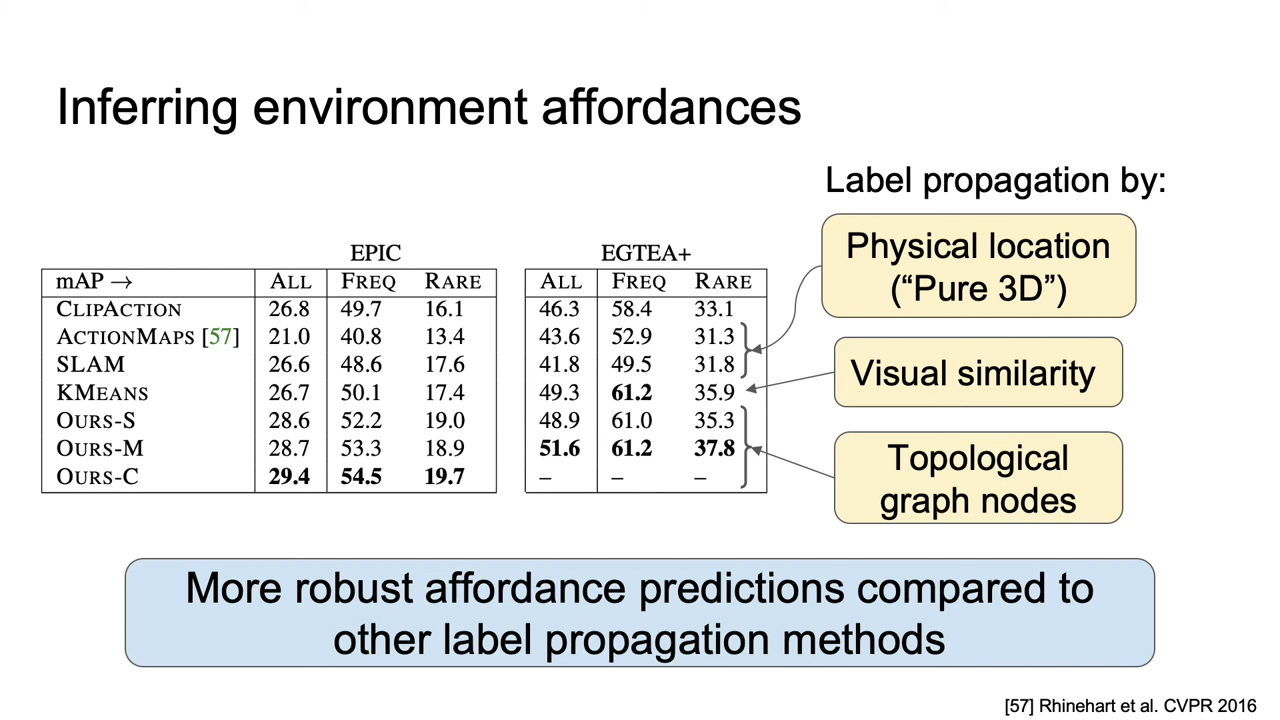 Inferring environment affordances
Label propagation by:
EPIC
EGTEA+
mAP → ALL FREQ RARE ALL FREQ RARE
CLIPACTION 26.8 49.7 16.1 46.3 58.4 33.1
ACTIONMAPS [57] 21.0 40.8 13.4 43.6 52.9 31.3
SLAM 26.6 48.6 17.6 41.8 49.5 31.8
KMEANS 26.7 50.1 17.4 49.3 61.2 35.9
OURS-S 28.6 52.2 19.0 48.9 61.0 35.3
OURS-M 28.7 53.3 18.9 51.6 61.2 37.8
OURS-C 29.4 54.5 19.7 – – –
Physical location
(“Pure 3D”)
Visual similarity
Topological
graph nodes
More robust affordance predictions compared to
other label propagation methods
[57] Rhinehart et al. CVPR 2016